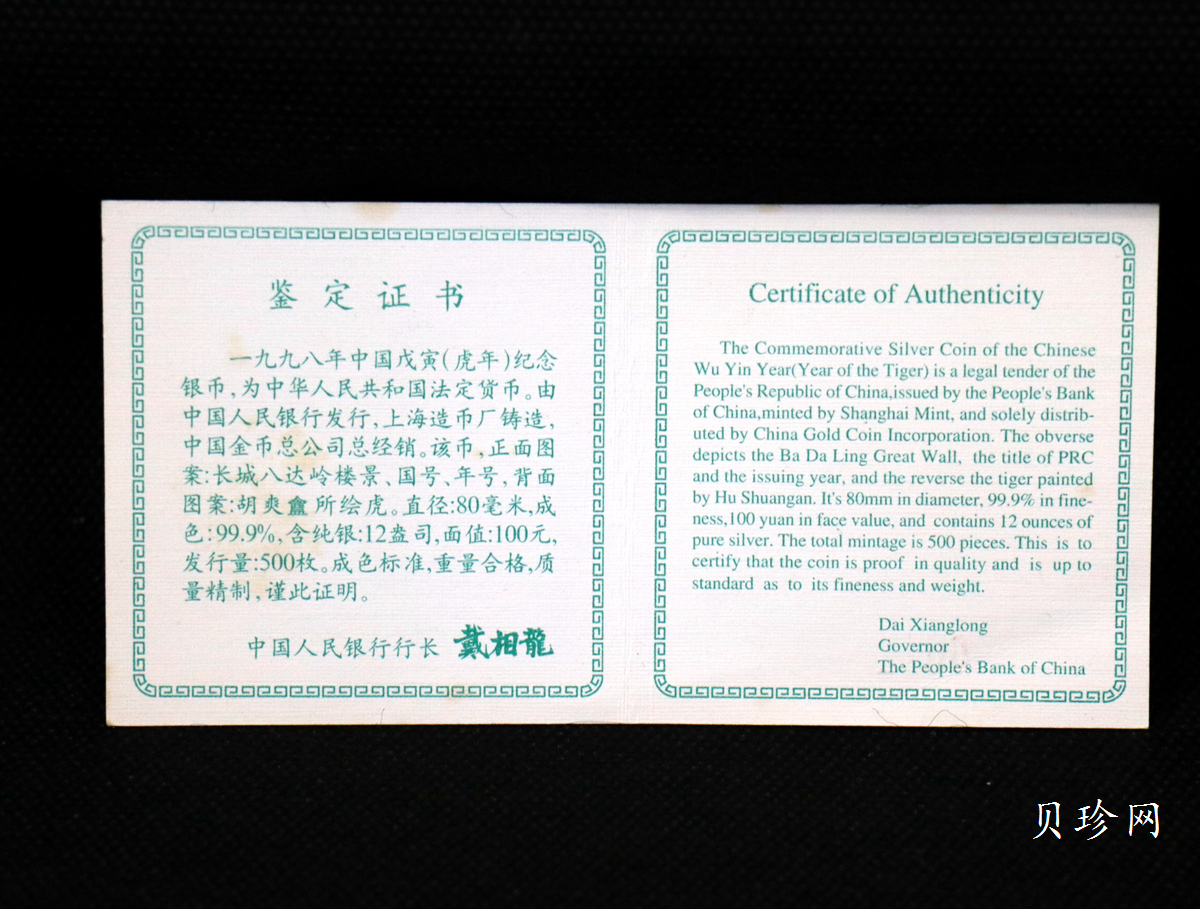 鉴定证书
一九九八年中国戊寅(虎年)纪念
银币,为中华人民共和国法定货币。由
中国人民银行发行,上海造币厂铸造,
中国金币总公司总经销。该币,正面图
案:长城八达岭楼景、国号、年号,背面
图案:胡爽盦所绘虎。直径:80毫米,成
色:99.9%,含纯银:12盎司,面值:100元,
发行量:500枚。成色标准,重量合格,质
量精制,谨此证明。
中国人民银行行长 戴相龍
Certificate of Authenticity
The Commemorative Silver Coin of the Chinese
Wu Yin Year(Year of the Tiger) is a legal tender of the
People's Republic of China,issued by the People's Bank
of China,minted by Shanghai Mint, and solely distrib-
uted by China Gold Coin Incorporation. The obverse
depicts the Ba Da Ling Great Wall, the title of PRC
and the issuing year, and the reverse the tiger painted
by Hu Shuangan. It's 80mm in diameter, 99.9% in fine-
ness,100 yuan in face value, and contains 12 ounces of
pure silver. The total mintage is 500 pieces. This is to
certify that the coin is proof in quality and is up to
standard as to its fineness and weight.
Dai Xianglong
Governor
The People's Bank of China
贝珍网